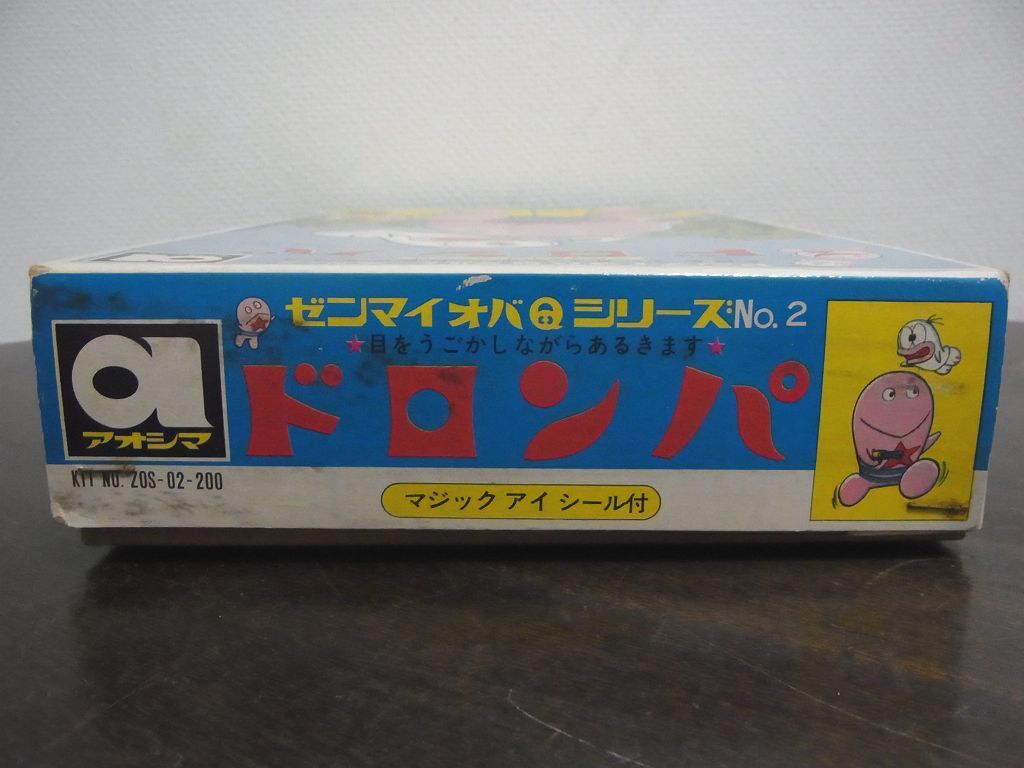 ゼンマイオバQシリーズNo.2
★目をうごかしながらあるきます★
ドロンパ
a
アオシマ
KIT NO. ZOS-02-200
マジック アイ シール付